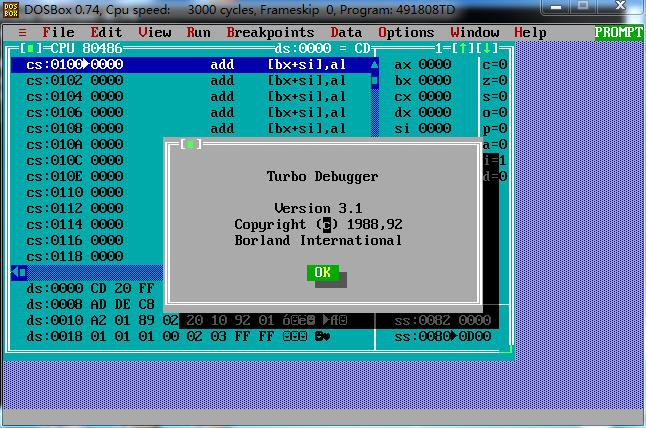 DOSBox 0.74, Cpu speed: 3000 cycles, Frameskip 0, Program: 491808TD
≡ File Edit View Run Breakpoints Data Options Window Help PROMPT
[■]=CPU 80486 ds:0000 = CD 1=[↑][↓]
cs:0100►0000 add [bx+si],al ▲ ax 0000 c=0
cs:0102 0000 add [bx+si],al bx 0000 z=0
cs:0104 0000 add [bx+si],al cx 0000 s=0
cs:0106 0000 add [bx+si],al dx 0000 o=0
cs:0108 0000 add [bx+si],al si 0000 p=0
cs:010A 0000 a=0
cs:010C 0000 i=1
cs:010E 0000 d=0
cs:0110 0000
cs:0112 0000
cs:0114 0000
cs:0116 0000
cs:0118 0000
[■]
Turbo Debugger
Version 3.1
Copyright (c) 1988,92
Borland International
OK
ds:0000 CD 20 FF
ds:0008 AD DE C8
ds:0010 A2 01 89 02 20 10 92 01 ss:0082 0000
ds:0018 01 01 01 00 02 03 FF FF ss:0080►0D00